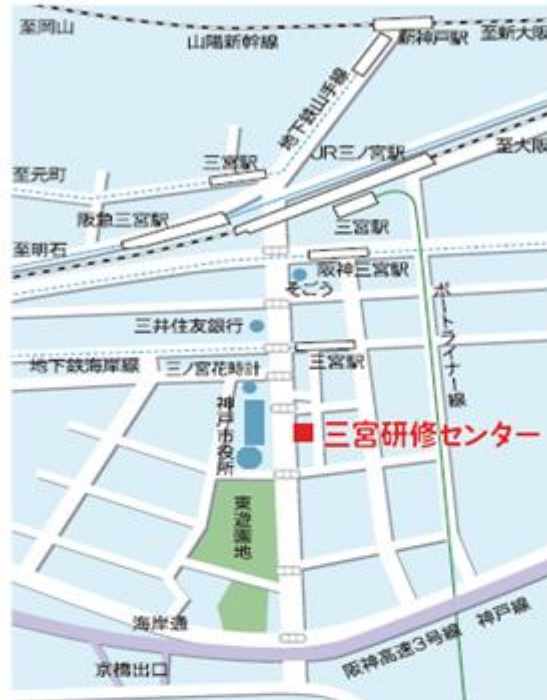 至岡山
山陽新幹線
新神戸駅
至新大阪
地下鉄山手線
三宮駅
JR三ノ宮駅
至大阪
至元町
阪急三宮駅
三宮駅
至明石
阪神三宮駅
そごう
ポートライナー線
三井住友銀行
地下鉄海岸線
三ノ宮花時計
三宮駅
神戸市役所
三宮研修センター
東遊園地
海岸通
京橋出口
阪神高速3号線 神戸線